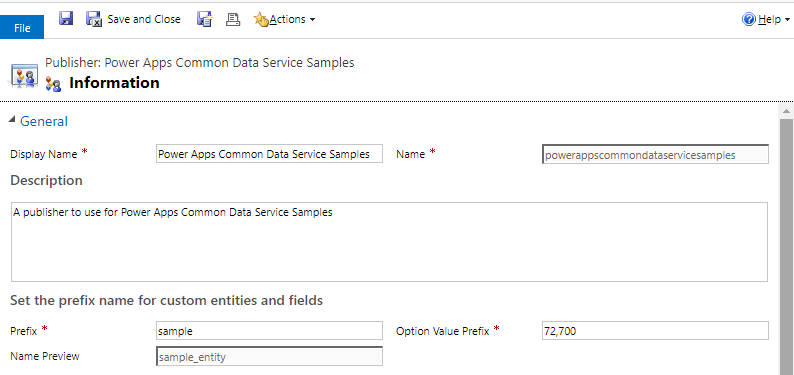 File Save and Close Actions Help
Publisher: Power Apps Common Data Service Samples
Information
General
Display Name * Power Apps Common Data Service Samples Name * powerappscommondataservicesamples
Description
A publisher to use for Power Apps Common Data Service Samples
Set the prefix name for custom entities and fields
Prefix * sample Option Value Prefix * 72,700
Name Preview sample_entity